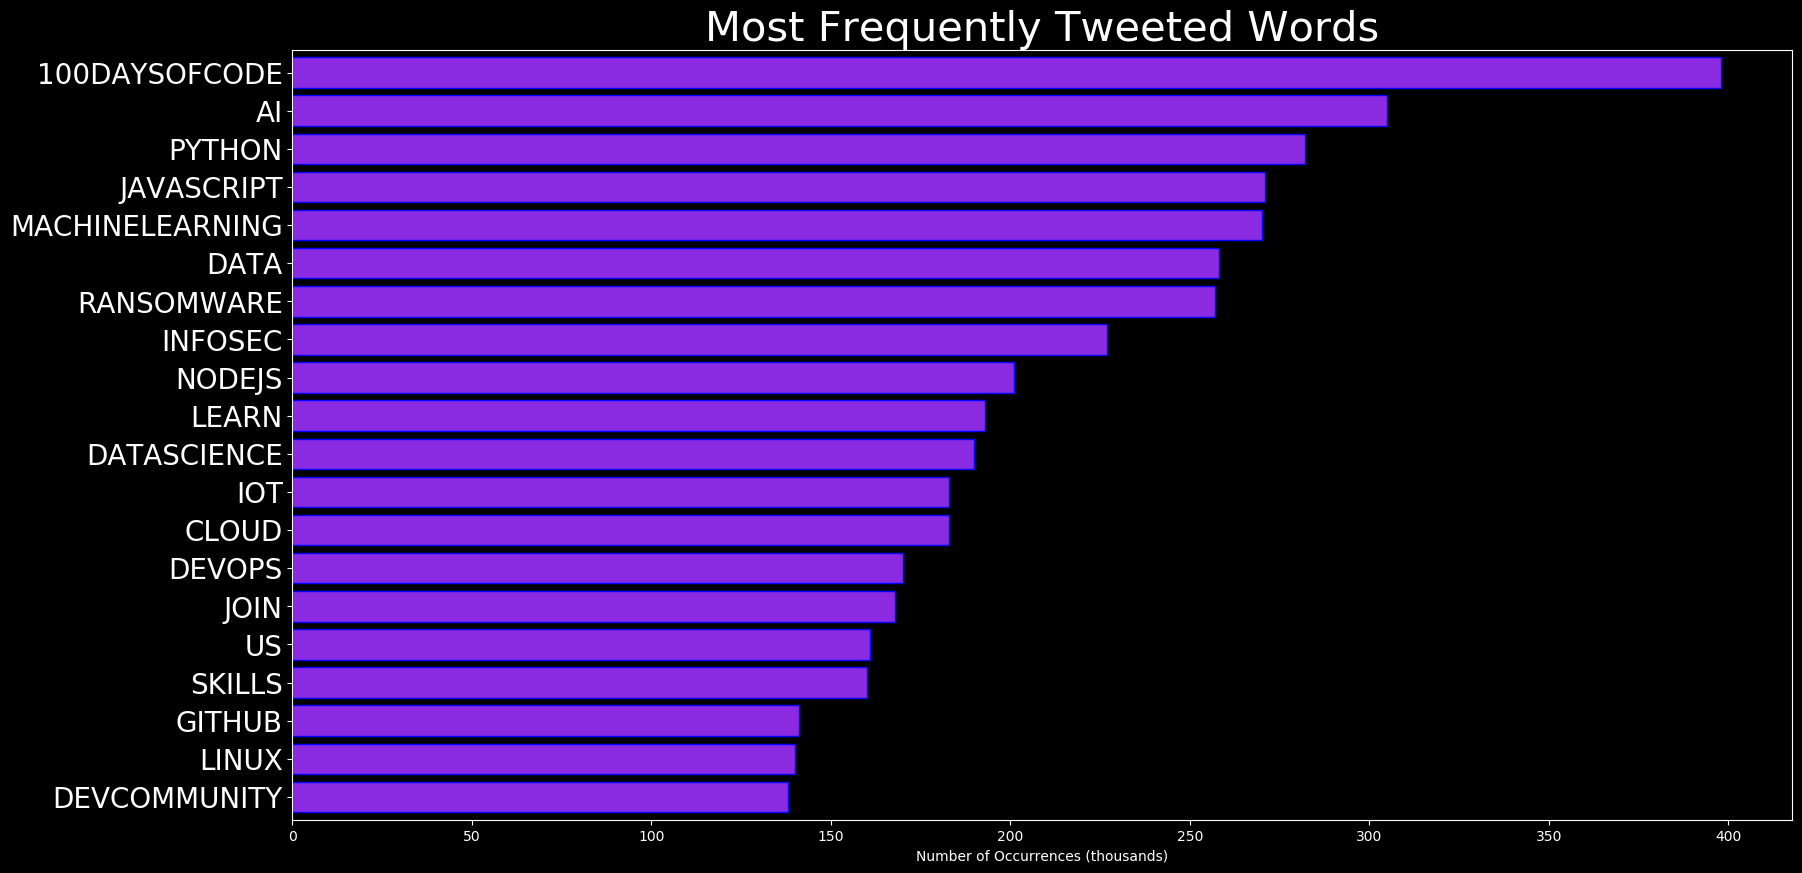 Most Frequently Tweeted Words
100DAYSOFCODE
AI
PYTHON
JAVASCRIPT
MACHINELEARNING
DATA
RANSOMWARE
INFOSEC
NODEJS
LEARN
DATASCIENCE
IOT
CLOUD
DEVOPS
JOIN
US
SKILLS
GITHUB
LINUX
DEVCOMMUNITY
0 50 100 150 200 250 300 350 400
Number of Occurrences (thousands)